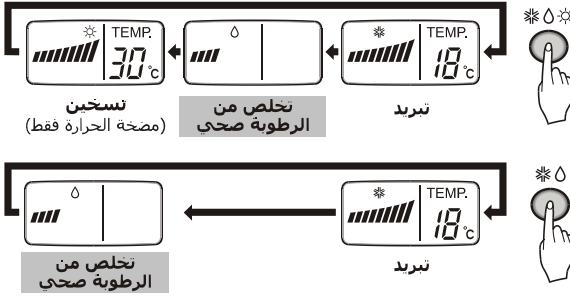 TEMP.
30°c
TEMP.
18°c
تبريد
تخلص من
الرطوبة صحي
تسخين
(مضخة الحرارة فقط)
TEMP.
18°c
تبريد
تخلص من
الرطوبة صحي